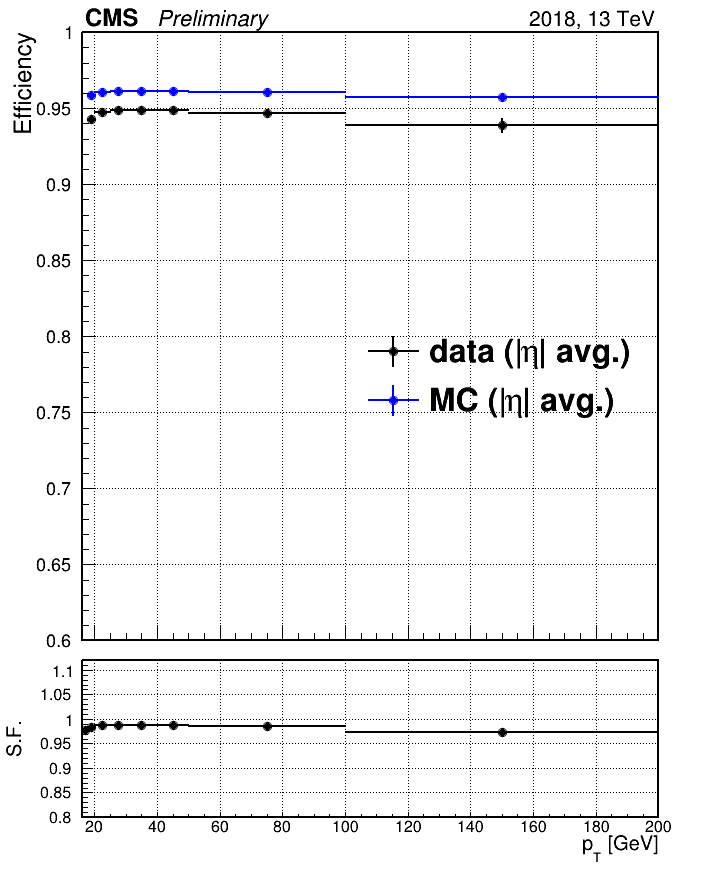 CMS Preliminary 2018, 13 TeV
Efficiency
1
0.95
0.9
0.85
0.8
0.75
0.7
0.65
0.6
data (|η| avg.)
MC (|η| avg.)
S.F.
1.1
1.05
1
0.95
0.9
0.85
0.8
20 40 60 80 100 120 140 160 180 200
p_T [GeV]